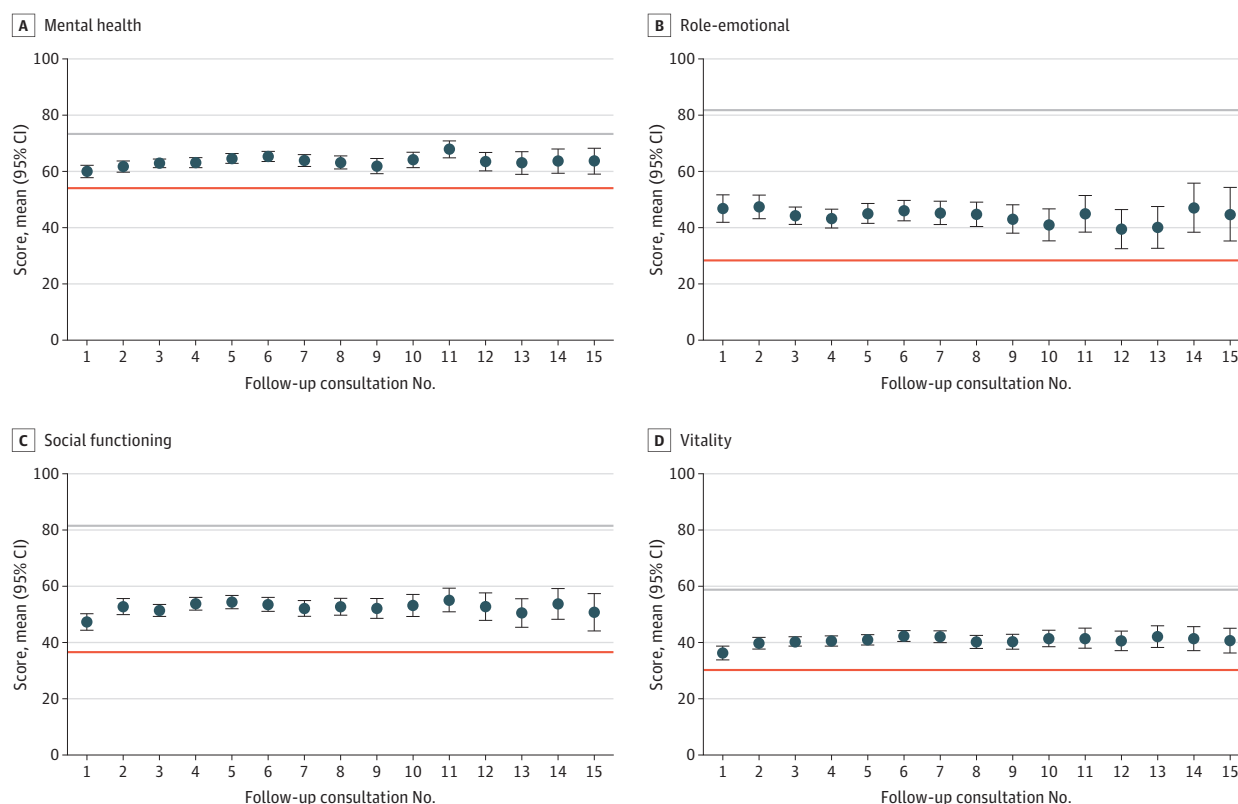 A Mental health
100
80
60
40
20
0
Score, mean (95% CI)
1 2 3 4 5 6 7 8 9 10 11 12 13 14 15
Follow-up consultation No.
B Role-emotional
100
80
60
40
20
0
Score, mean (95% CI)
1 2 3 4 5 6 7 8 9 10 11 12 13 14 15
Follow-up consultation No.
C Social functioning
100
80
60
40
20
0
Score, mean (95% CI)
1 2 3 4 5 6 7 8 9 10 11 12 13 14 15
Follow-up consultation No.
D Vitality
100
80
60
40
20
0
Score, mean (95% CI)
1 2 3 4 5 6 7 8 9 10 11 12 13 14 15
Follow-up consultation No.